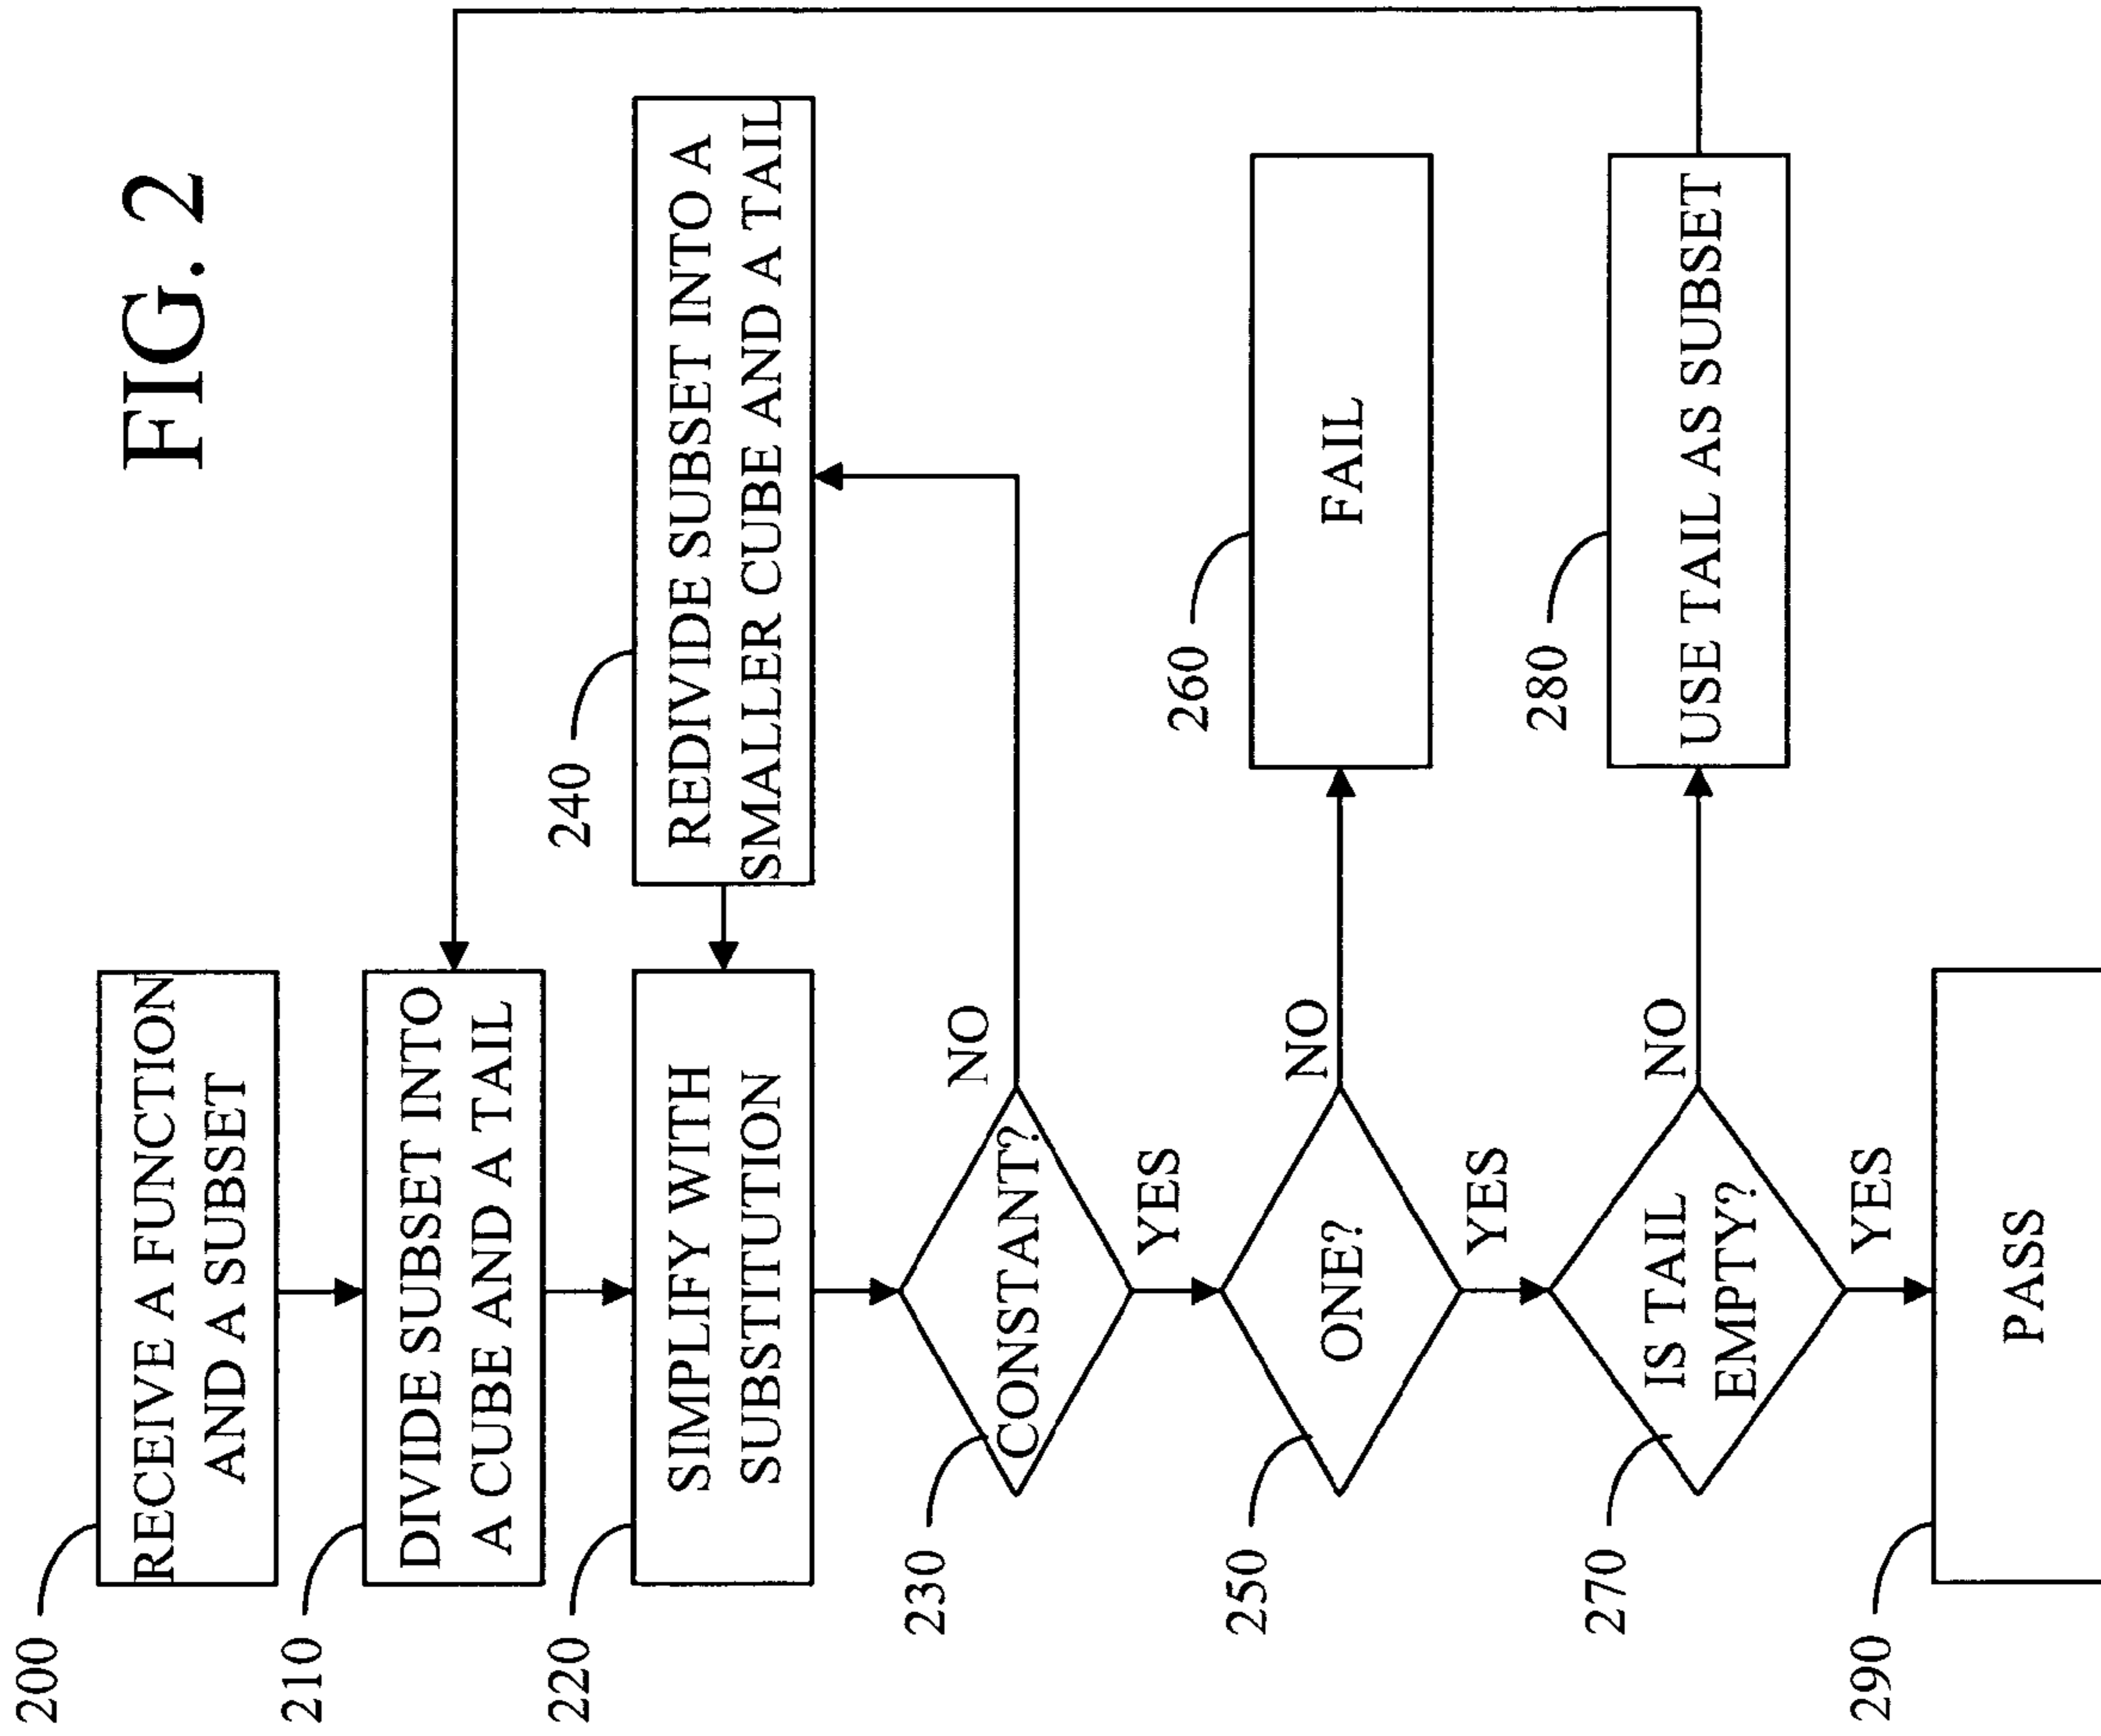 FIG. 2
200
RECEIVE A FUNCTION
AND A SUBSET
210
DIVIDE SUBSET INTO
A CUBE AND A TAIL
220
SIMPLIFY WITH
SUBSTITUTION
230
CONSTANT?
NO
YES
240
REDIVIDE SUBSET INTO A
SMALLER CUBE AND A TAIL
250
ONE?
NO
YES
260
FAIL
270
IS TAIL
EMPTY?
NO
YES
280
USE TAIL AS SUBSET
290
PASS